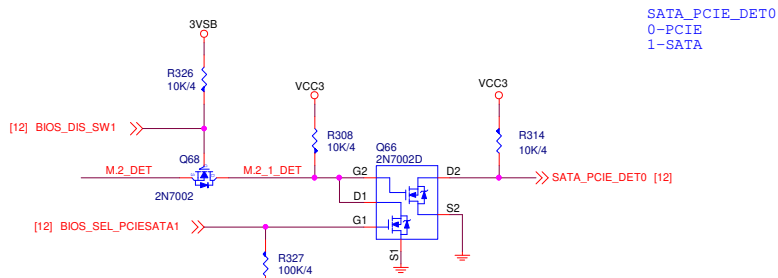 SATA_PCIE_DET0
0-PCIE
1-SATA
3VSB
R326
10K/4
VCC3
VCC3
[12] BIOS_DIS_SW1
R308
10K/4
Q66
2N7002D
R314
10K/4
Q68
M.2_DET
M.2_1_DET
G2
D2
SATA_PCIE_DET0 [12]
2N7002
D1
S2
[12] BIOS_SEL_PCIESATA1
G1
S1
R327
100K/4